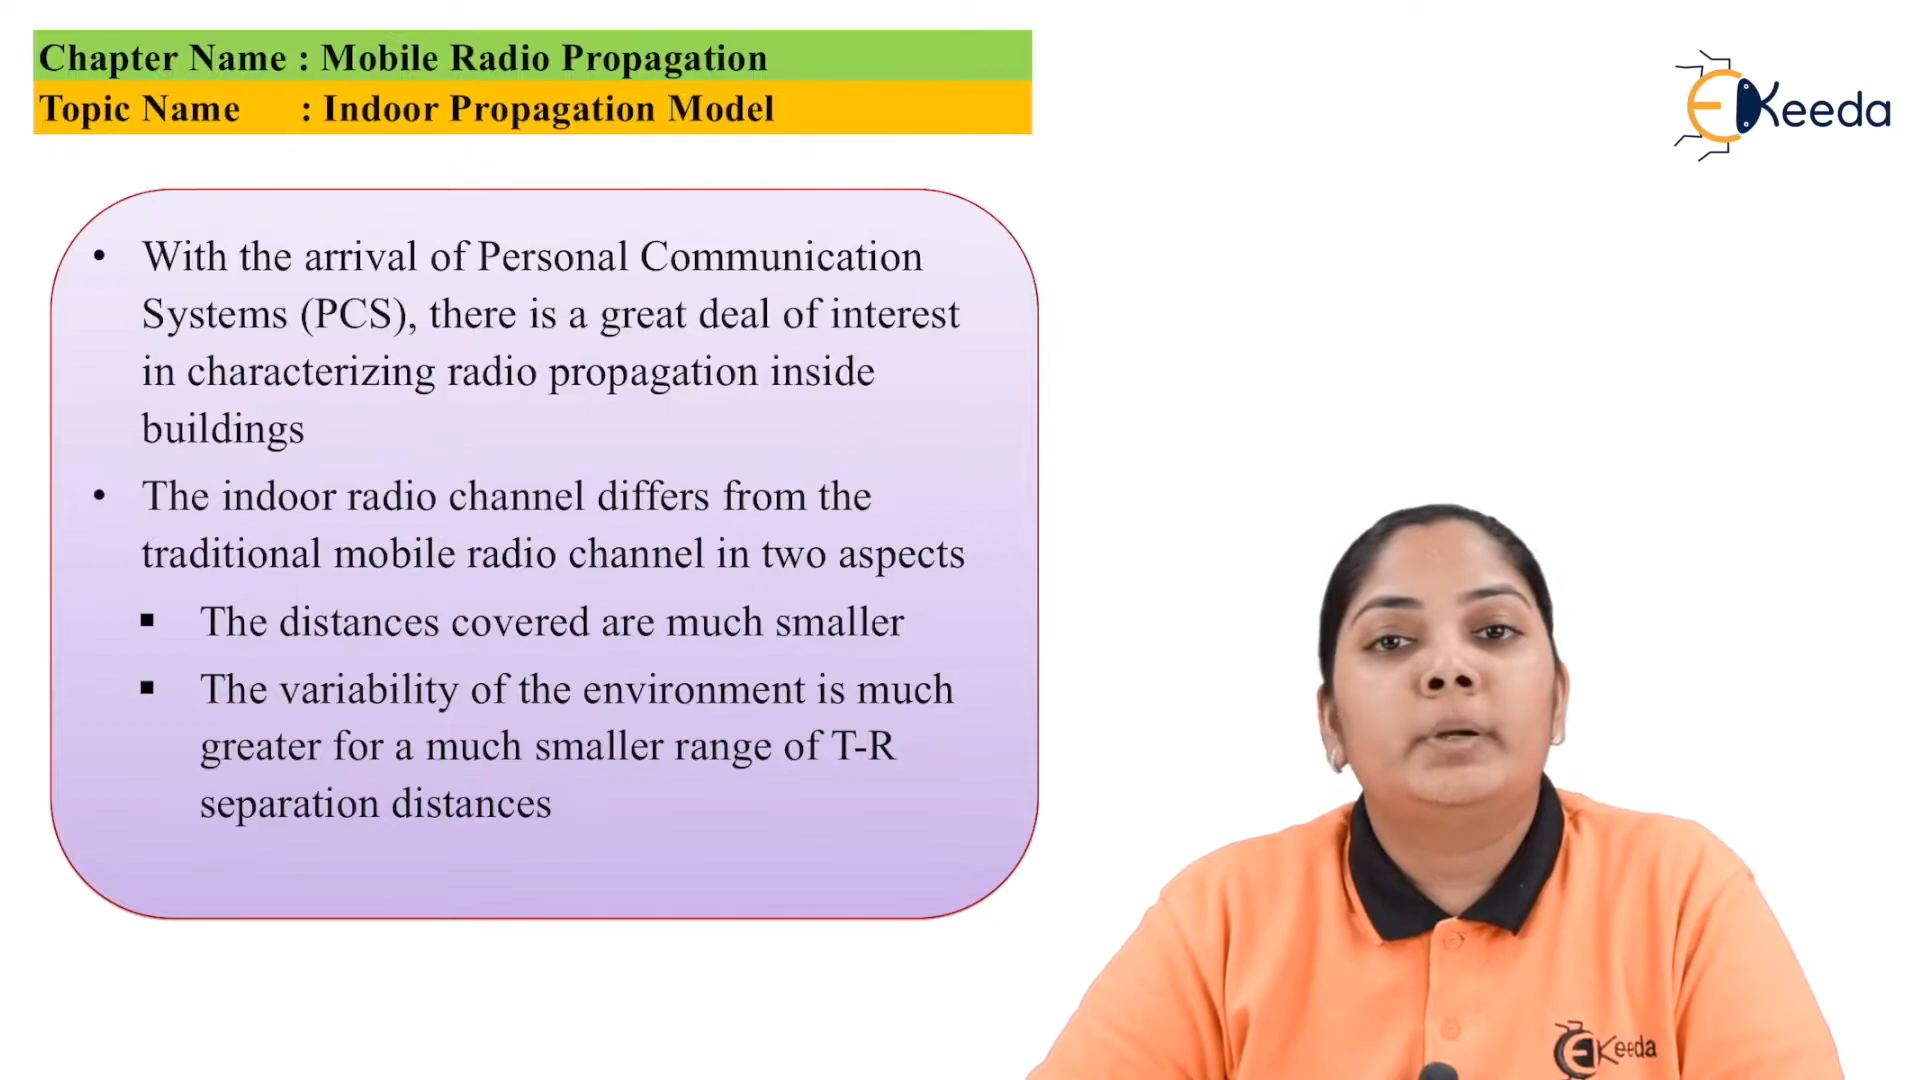 Chapter Name : Mobile Radio Propagation
Topic Name : Indoor Propagation Model
EKeeda
• With the arrival of Personal Communication
Systems (PCS), there is a great deal of interest
in characterizing radio propagation inside
buildings
• The indoor radio channel differs from the
traditional mobile radio channel in two aspects
▪ The distances covered are much smaller
▪ The variability of the environment is much
greater for a much smaller range of T-R
separation distances
EKeeda